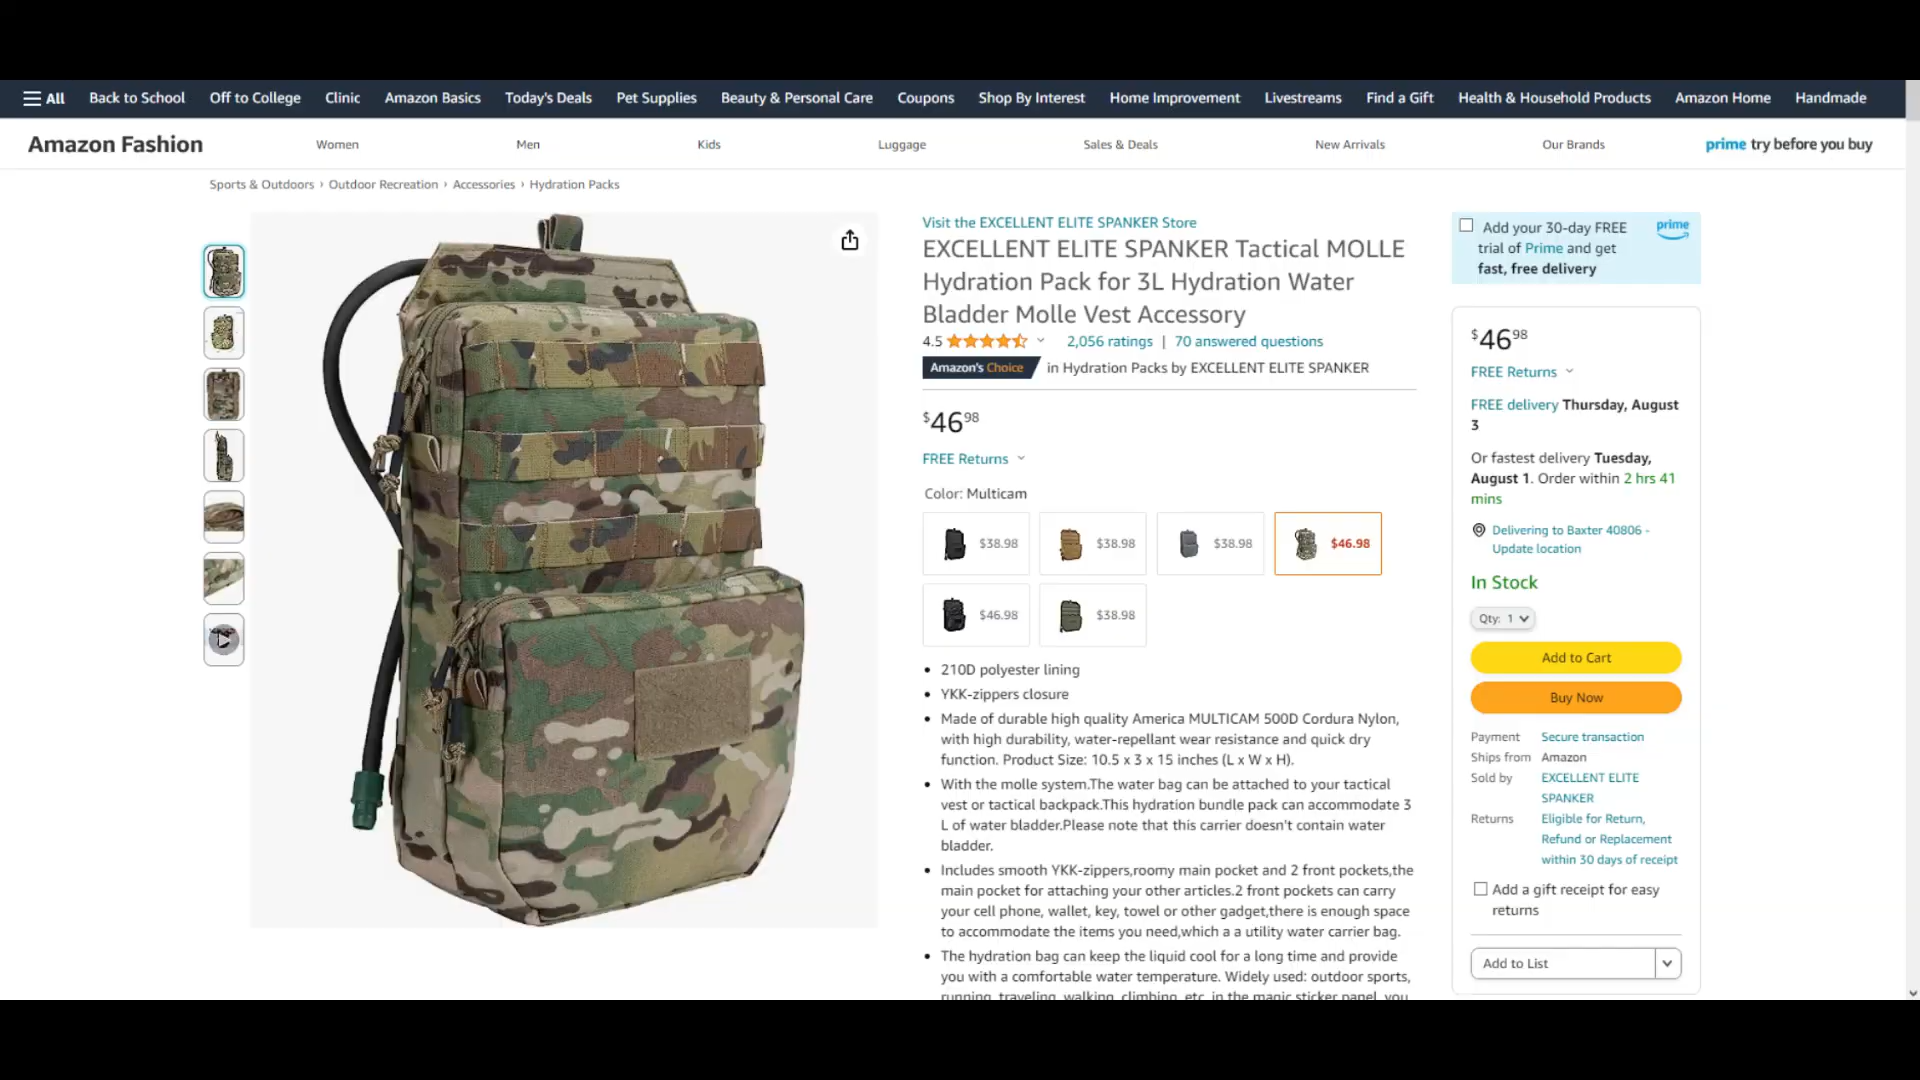 All
Back to School
Off to College
Clinic
Amazon Basics
Today's Deals
Pet Supplies
Beauty & Personal Care
Coupons
Shop By Interest
Home Improvement
Livestreams
Find a Gift
Health & Household Products
Amazon Home
Handmade
Amazon Fashion
Women
Men
Kids
Luggage
Sales & Deals
New Arrivals
Our Brands
prime try before you buy
Sports & Outdoors › Outdoor Recreation › Accessories › Hydration Packs
Visit the EXCELLENT ELITE SPANKER Store
EXCELLENT ELITE SPANKER Tactical MOLLE
Hydration Pack for 3L Hydration Water
Bladder Molle Vest Accessory
4.5
2,056 ratings | 70 answered questions
Amazon's Choice in Hydration Packs by EXCELLENT ELITE SPANKER
$46 98
FREE Returns
Color: Multicam
$38.98
$38.98
$38.98
$46.98
$46.98
$38.98
• 210D polyester lining
• YKK-zippers closure
• Made of durable high quality America MULTICAM 500D Cordura Nylon,
with high durability, water-repellant wear resistance and quick dry
function. Product Size: 10.5 x 3 x 15 inches (L x W x H).
• With the molle system.The water bag can be attached to your tactical
vest or tactical backpack.This hydration bundle pack can accommodate 3
L of water bladder.Please note that this carrier doesn't contain water
bladder.
• Includes smooth YKK-zippers,roomy main pocket and 2 front pockets,the
main pocket for attaching your other articles.2 front pockets can carry
your cell phone, wallet, key, towel or other gadget,there is enough space
to accommodate the items you need,which a a utility water carrier bag.
• The hydration bag can keep the liquid cool for a long time and provide
you with a comfortable water temperature. Widely used: outdoor sports,
running, traveling, walking, climbing, etc, in the magic sticker panel, you
Add your 30-day FREE
trial of Prime and get
fast, free delivery
prime
$46 98
FREE Returns
FREE delivery Thursday, August
3
Or fastest delivery Tuesday,
August 1. Order within 2 hrs 41
mins
Delivering to Baxter 40806 -
Update location
In Stock
Qty: 1
Add to Cart
Buy Now
Payment Secure transaction
Ships from Amazon
Sold by EXCELLENT ELITE
SPANKER
Returns Eligible for Return,
Refund or Replacement
within 30 days of receipt
Add a gift receipt for easy
returns
Add to List